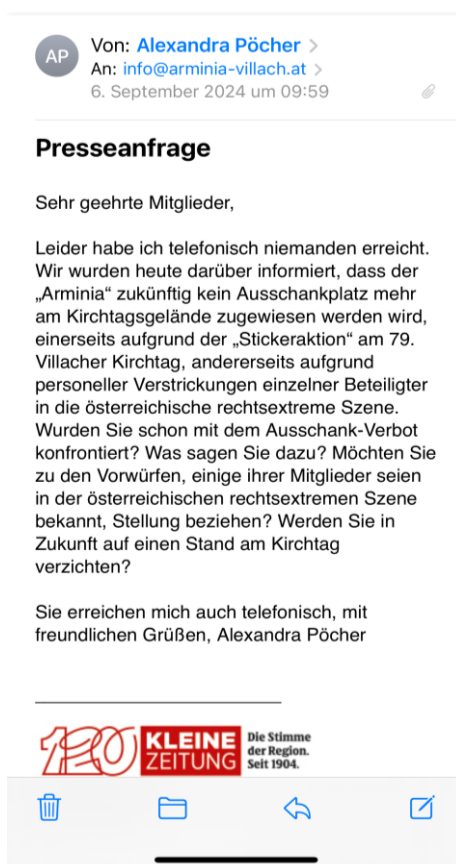 AP
Von: Alexandra Pöcher >
An: info@arminia-villach.at >
6. September 2024 um 09:59
Presseanfrage
Sehr geehrte Mitglieder,
Leider habe ich telefonisch niemanden erreicht.
Wir wurden heute darüber informiert, dass der
„Arminia“ zukünftig kein Ausschankplatz mehr
am Kirchtagsgelände zugewiesen werden wird,
einerseits aufgrund der „Stickeraktion“ am 79.
Villacher Kirchtag, andererseits aufgrund
personeller Verstrickungen einzelner Beteiligter
in die österreichische rechtsextreme Szene.
Wurden Sie schon mit dem Ausschank-Verbot
konfrontiert? Was sagen Sie dazu? Möchten Sie
zu den Vorwürfen, einige ihrer Mitglieder seien
in der österreichischen rechtsextremen Szene
bekannt, Stellung beziehen? Werden Sie in
Zukunft auf einen Stand am Kirchtag
verzichten?
Sie erreichen mich auch telefonisch, mit
freundlichen Grüßen, Alexandra Pöcher
120
KLEINE
ZEITUNG
Die Stimme
der Region.
Seit 1904.